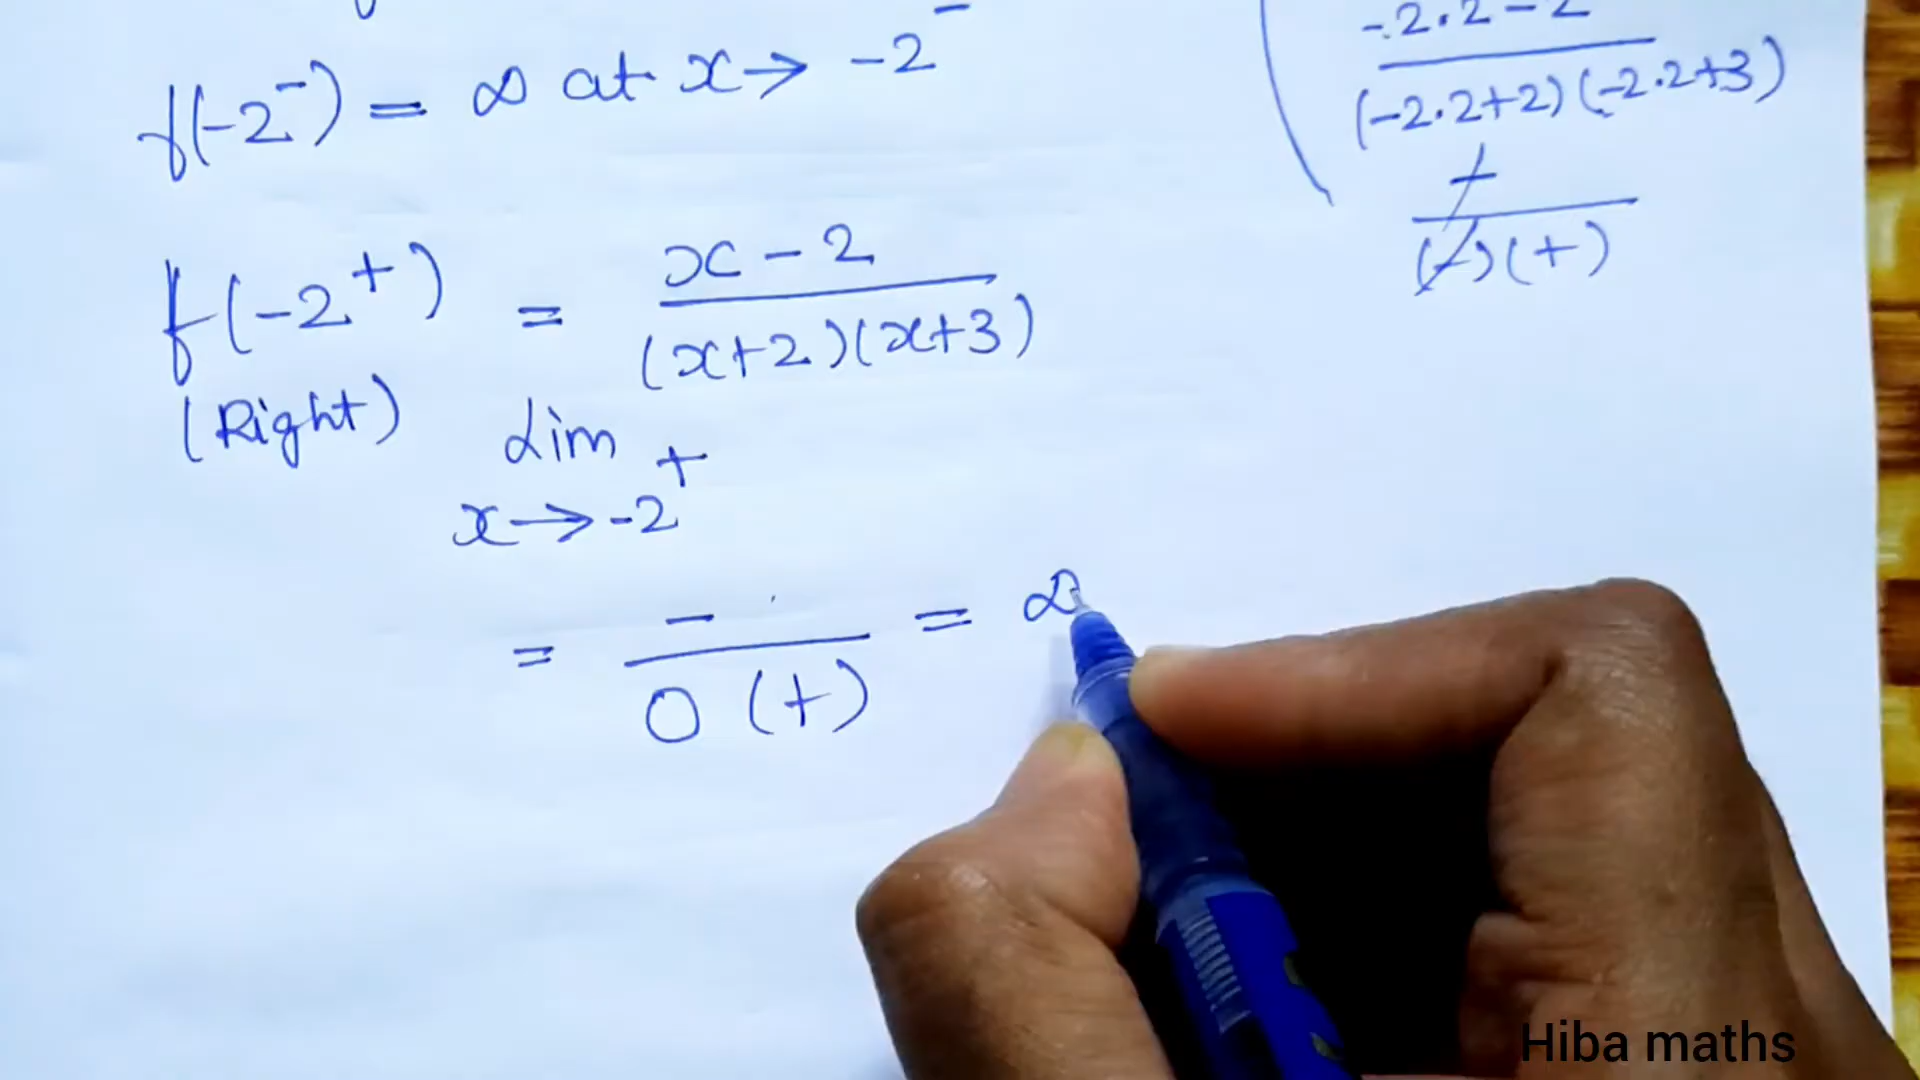 f(-2⁻) = ∞ at x → -2⁻
-2.2-2
(-2.2+2)(-2.2+3)
-
(-)(+)
f(-2⁺) = x - 2
(x+2)(x+3)
(Right) Lim
x → -2⁺
= - = ∞
0 (+)
Hiba maths